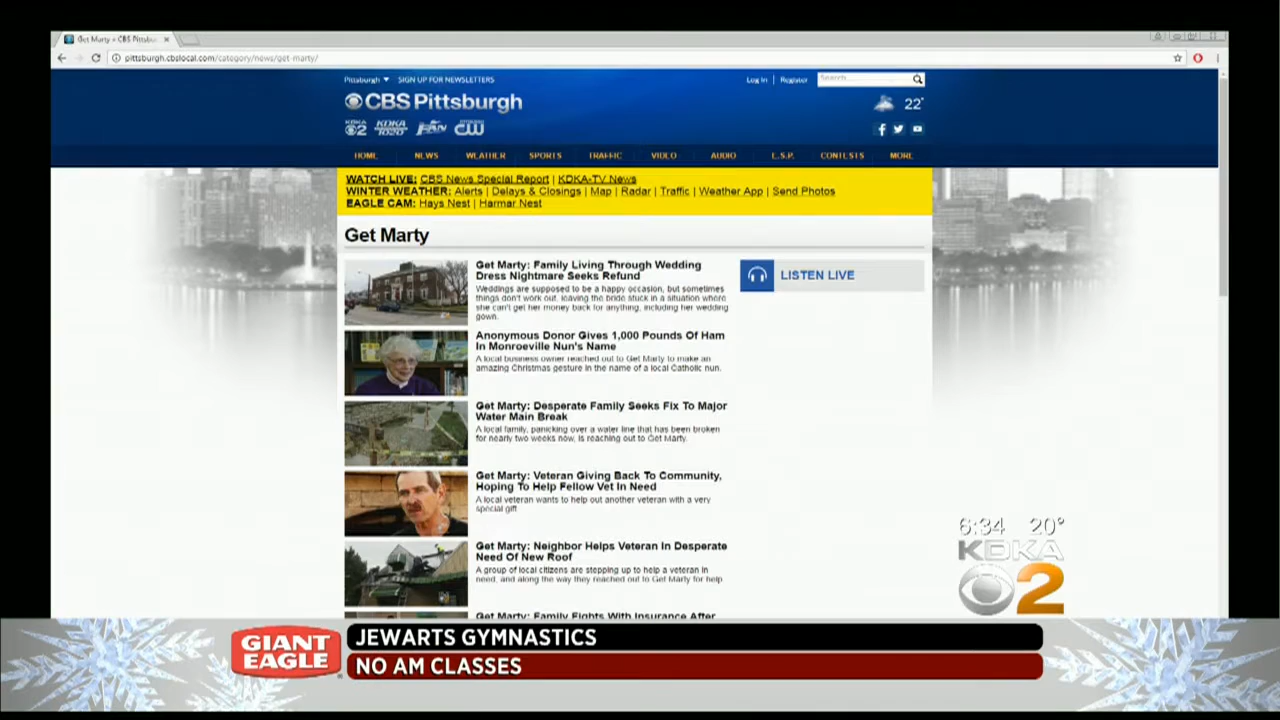 Get Marty « CBS Pittsbu
pittsburgh.cbslocal.com/category/news/get-marty/
Pittsburgh SIGN UP FOR NEWSLETTERS
Log In | Register Search
CBS Pittsburgh
22°
KDKA 2 KDKA 1020 FAN CW
HOME NEWS WEATHER SPORTS TRAFFIC VIDEO AUDIO E.S.P. CONTESTS MORE
WATCH LIVE: CBS News Special Report | KDKA-TV News
WINTER WEATHER: Alerts | Delays & Closings | Map | Radar | Traffic | Weather App | Send Photos
EAGLE CAM: Hays Nest | Harmar Nest
Get Marty
Get Marty: Family Living Through Wedding
Dress Nightmare Seeks Refund
Weddings are supposed to be a happy occasion, but sometimes
things don't work out, leaving the bride stuck in a situation where
she can't get her money back for anything, including her wedding
gown.
LISTEN LIVE
Anonymous Donor Gives 1,000 Pounds Of Ham
In Monroeville Nun's Name
A local business owner reached out to Get Marty to make an
amazing Christmas gesture in the name of a local Catholic nun.
Get Marty: Desperate Family Seeks Fix To Major
Water Main Break
A local family, panicking over a water line that has been broken
for nearly two weeks now, is reaching out to Get Marty.
Get Marty: Veteran Giving Back To Community,
Hoping To Help Fellow Vet In Need
A local veteran wants to help out another veteran with a very
special gift
Get Marty: Neighbor Helps Veteran In Desperate
Need Of New Roof
A group of local citizens are stepping up to help a veteran in
need, and along the way they reached out to Get Marty for help
Get Marty: Family Fights With Insurance After
6:34 20°
KDKA
2
GIANT
EAGLE
JEWARTS GYMNASTICS
NO AM CLASSES